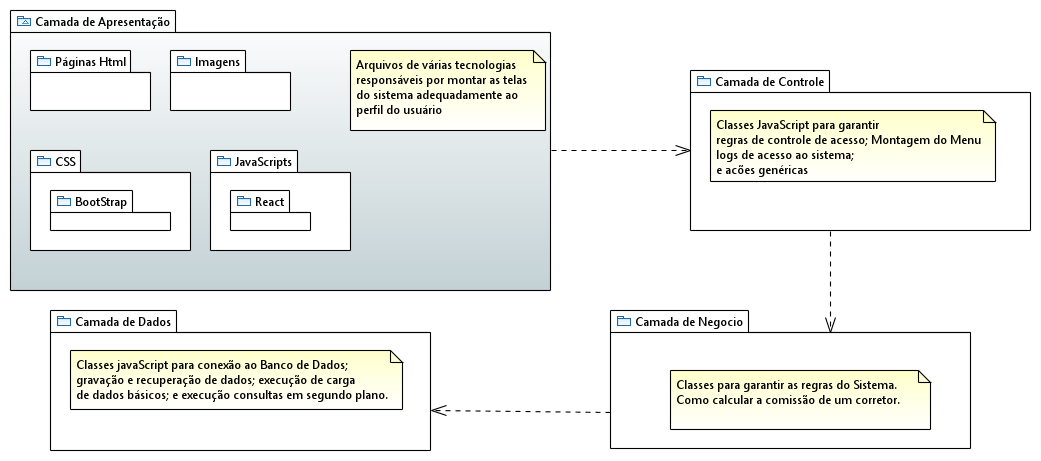 Camada de Apresentação
Páginas Html
Imagens
Arquivos de várias tecnologias
responsáveis por montar as telas
do sistema adequadamente ao
perfil do usuário
CSS
BootStrap
JavaScripts
React
Camada de Controle
Classes JavaScript para garantir
regras de controle de acesso; Montagem do Menu
logs de acesso ao sistema;
e acões genéricas
Camada de Dados
Classes javaScript para conexão ao Banco de Dados;
gravação e recuperação de dados; execução de carga
de dados básicos; e execução consultas em segundo plano.
Camada de Negocio
Classes para garantir as regras do Sistema.
Como calcular a comissão de um corretor.